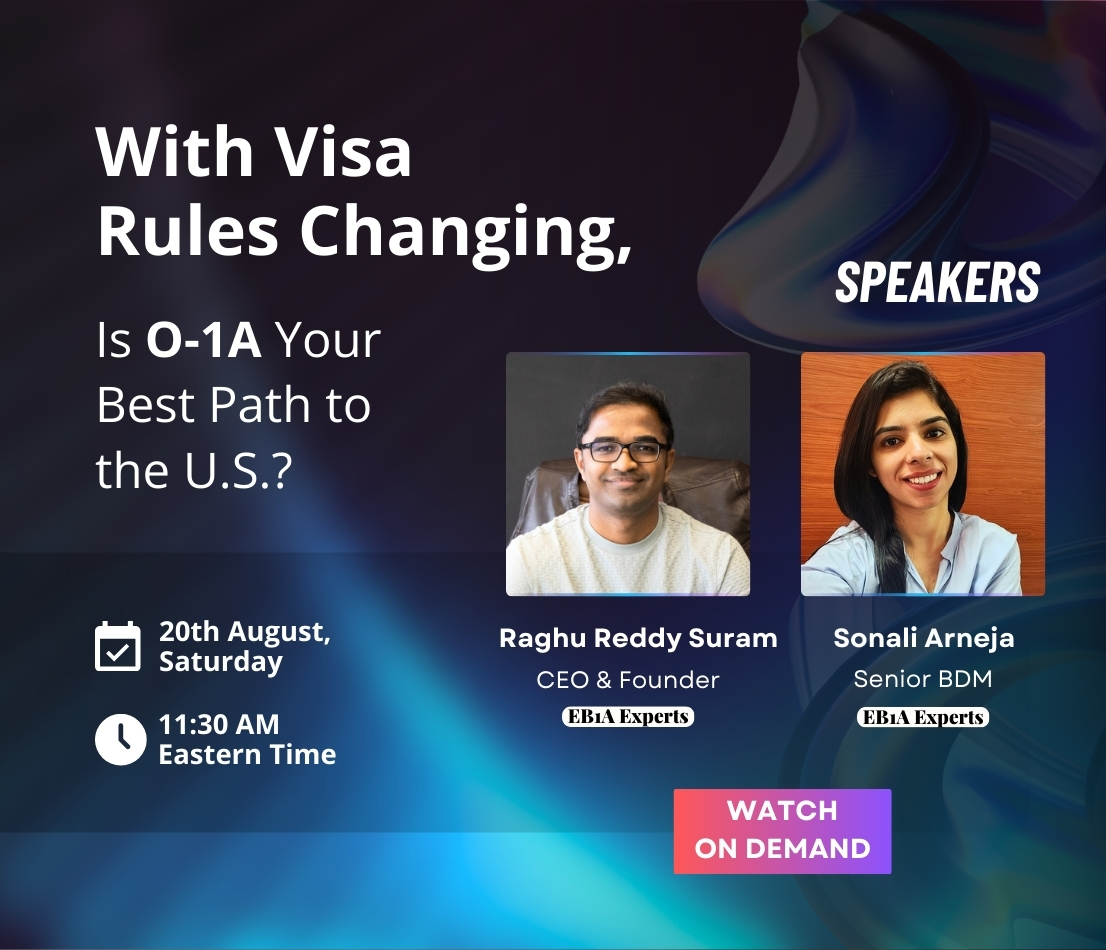 With Visa
Rules Changing,
Is O-1A Your
Best Path to
the U.S.?
20th August,
Saturday
11:30 AM
Eastern Time
SPEAKERS
Raghu Reddy Suram
CEO & Founder
EB1A Experts
Sonali Arneja
Senior BDM
EB1A Experts
WATCH
ON DEMAND